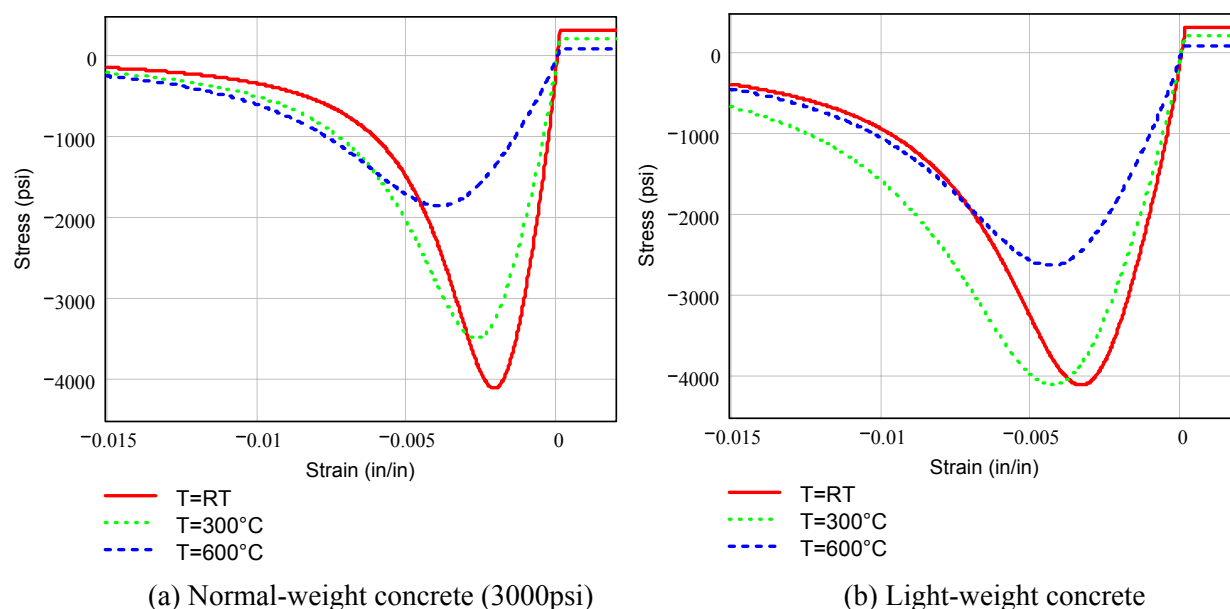 0
−1000
−2000
−3000
−4000
Stress (psi)
−0.015
−0.01
−0.005
0
Strain (in/in)
T=RT
T=300°C
T=600°C
(a) Normal-weight concrete (3000psi)
0
−1000
−2000
−3000
−4000
Stress (psi)
−0.015
−0.01
−0.005
0
Strain (in/in)
T=RT
T=300°C
T=600°C
(b) Light-weight concrete